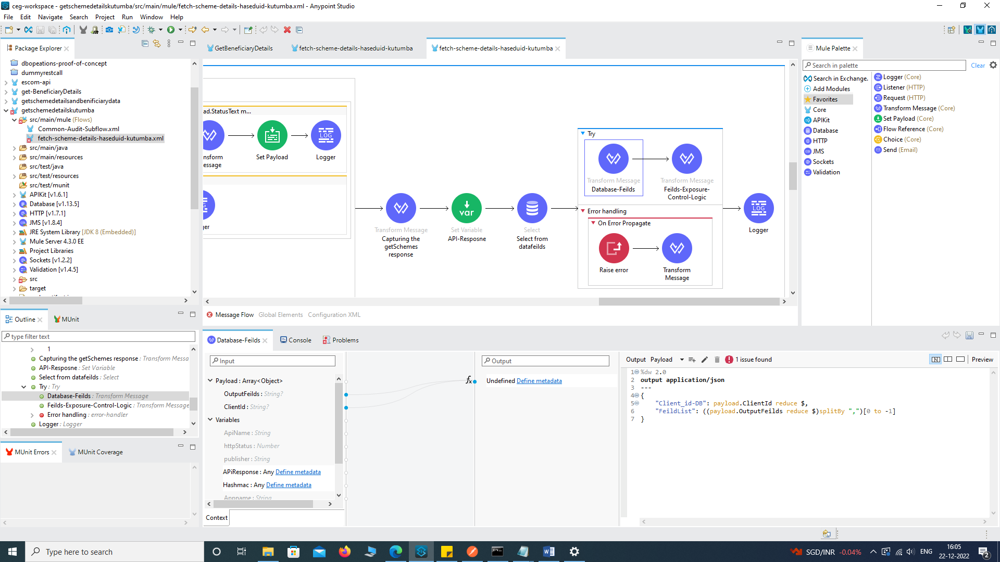 ceg-workspace - getschemedetailskutumba/src/main/mule/fetch-scheme-details-haseduid-kutumba.xml - Anypoint Studio
File Edit Navigate Search Project Run Window Help
Package Explorer
dbopeations-proof-of-concept
dummyrestcall
escom-api
get-BeneficiaryDetails
getschemedetailsandbenificiarydata
getschemedetailskutumba
src/main/mule (Flows)
Common-Audit-Subflow.xml
fetch-scheme-details-haseduid-kutumba.xml
src/main/java
src/main/resources
src/test/java
src/test/resources
src/test/munit
APIKit [v1.6.1]
Database [v1.13.5]
HTTP [v1.7.1]
JMS [v1.8.4]
JRE System Library [JDK 8 (Embedded)]
Mule Server 4.3.0 EE
Project Libraries
Sockets [v1.2.2]
Validation [v1.4.5]
src
target
Outline
MUnit
type filter text
1
Capturing the getSchemes response : Transform Messa
API-Resposne : Set Variable
Select from datafeilds : Select
Try : Try
Database-Feilds : Transform Message
Feilds-Exposure-Control-Logic : Transform Message
Error handling : error-handler
Logger : Logger
MUnit Errors
MUnit Coverage
GetBeneficiaryDetails
fetch-scheme-details-haseduid-kutumba
fetch-scheme-details-haseduid-kutumba
ad.StatusText m...
nsform
essage
Set Payload
LOG
Logger
ger
Transform Message
Capturing the
getSchemes
response
var
Set Variable
API-Resposne
Select
Select from
datafeilds
Try
Transform Message
Database-Feilds
Transform Message
Feilds-Exposure-
Control-Logic
Error handling
On Error Propagate
Raise error
Transform
Message
LOG
Logger
Message Flow Global Elements Configuration XML
Mule Palette
Search in palette
Clear
Search in Exchange.
Add Modules
Favorites
Core
APIKit
Database
HTTP
JMS
Sockets
Validation
Logger (Core)
Listener (HTTP)
Request (HTTP)
Transform Message (Core)
Set Payload (Core)
Flow Reference (Core)
Choice (Core)
Send (Email)
Database-Feilds
Console
Problems
Input
Payload : Array<Object>
OutputFeilds : String?
ClientId : String?
Variables
ApiName : String
httpStatus : Number
publisher : String
APiResponse : Any Define metadata
Hashmac : Any Define metadata
Appname : String
Context
fx
Output
Undefined Define metadata
Output Payload
1 issue found
Preview
1 %dw 2.0
2 output application/json
3 ---
4 {
5 "Client_id-DB": payload.ClientId reduce $,
6 "FeildList": ((payload.OutputFeilds reduce $)splitBy ",")[0 to -1]
7 }
Type here to search
SGD/INR -0.04%
ENG
16:05
22-12-2022
2